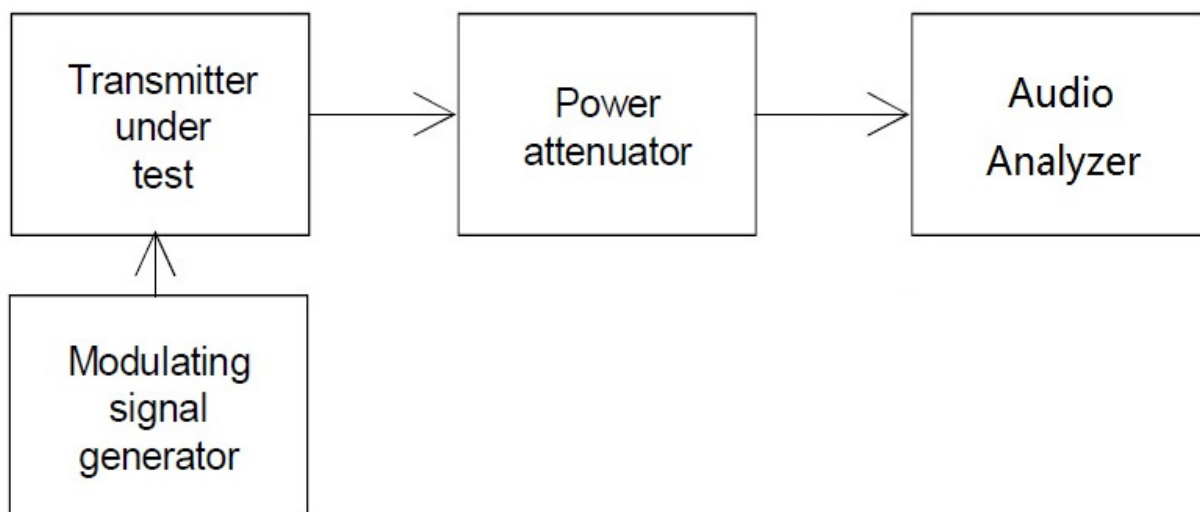 Transmitter
under
test
Power
attenuator
Audio
Analyzer
Modulating
signal
generator